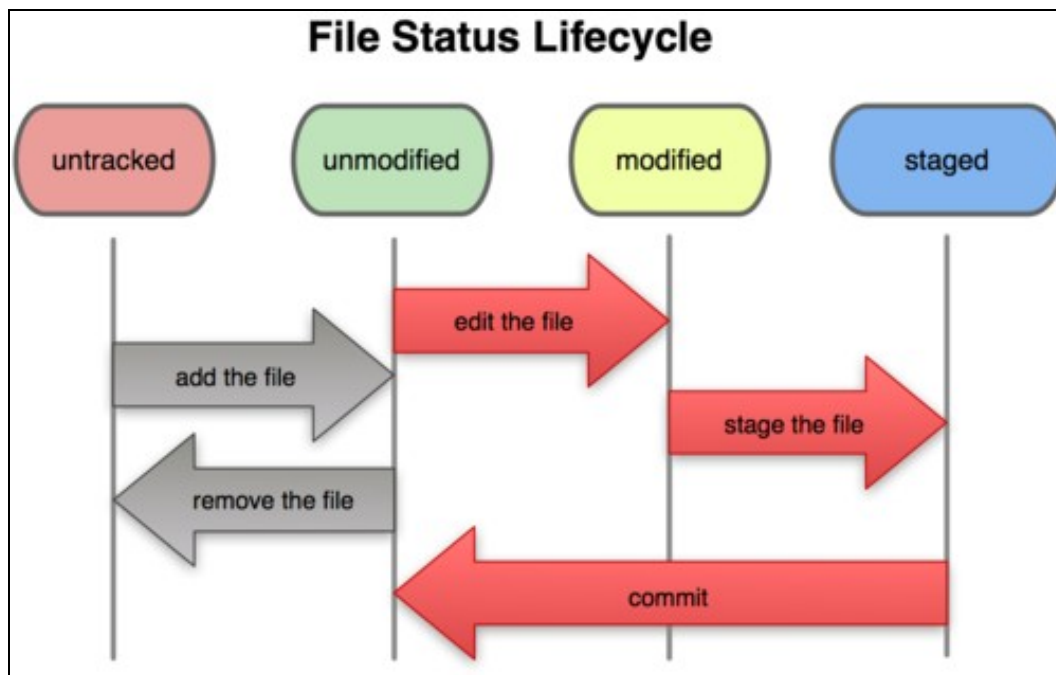 File Status Lifecycle
untracked
unmodified
modified
staged
edit the file
add the file
stage the file
remove the file
commit